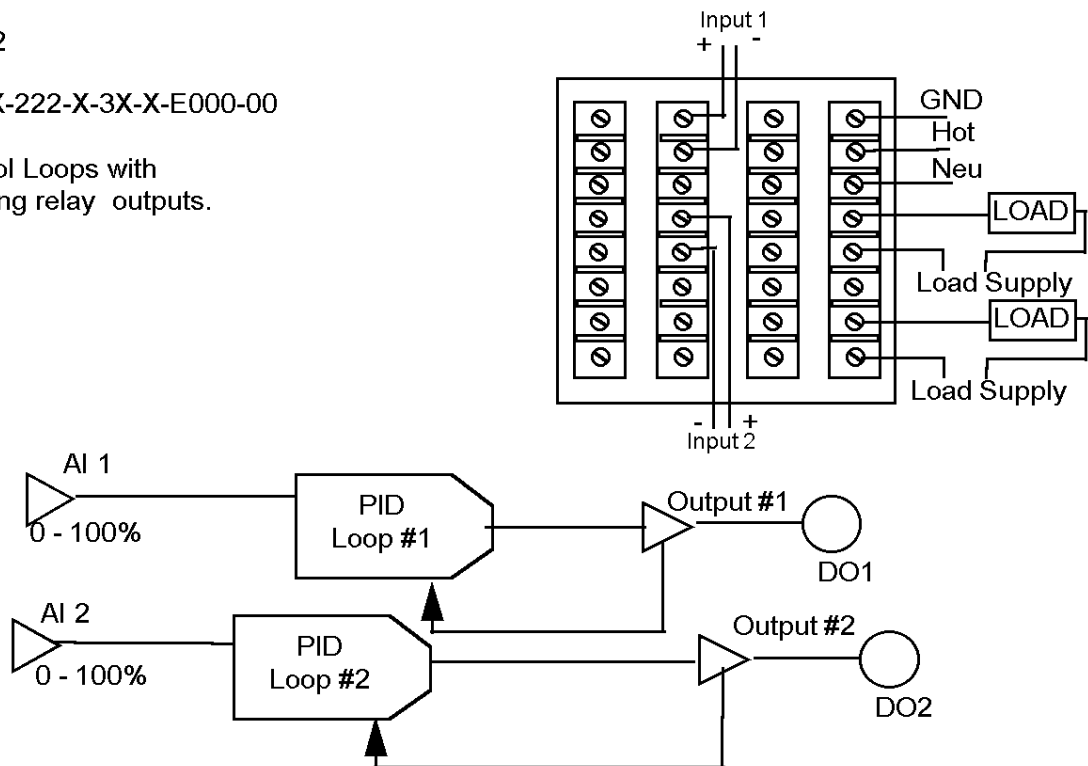 2
X-222-X-3X-X-E000-00
ol Loops with
ng relay outputs.
Input 1
+ -
GND
Hot
Neu
LOAD
Load Supply
LOAD
Load Supply
- +
Input 2
AI 1
0 - 100%
PID
Loop #1
Output #1
DO1
AI 2
0 - 100%
PID
Loop #2
Output #2
DO2